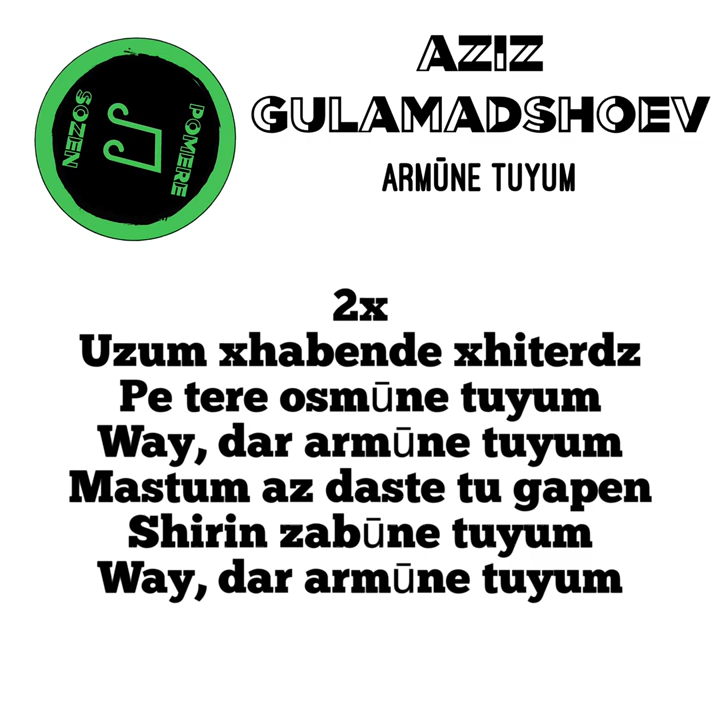 SOZEN
POMERE
AZIZ
GULAMADSHOEV
ARMŪNE TUYUM
2x
Uzum xhabende xhiterdz
Pe tere osmūne tuyum
Way, dar armūne tuyum
Mastum az daste tu gapen
Shirin zabūne tuyum
Way, dar armūne tuyum